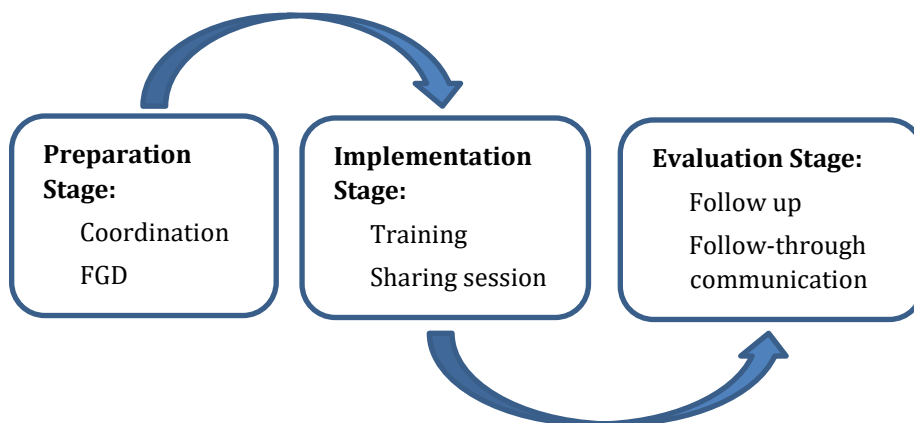 Preparation
Stage:
Coordination
FGD
Implementation
Stage:
Training
Sharing session
Evaluation Stage:
Follow up
Follow-through
communication